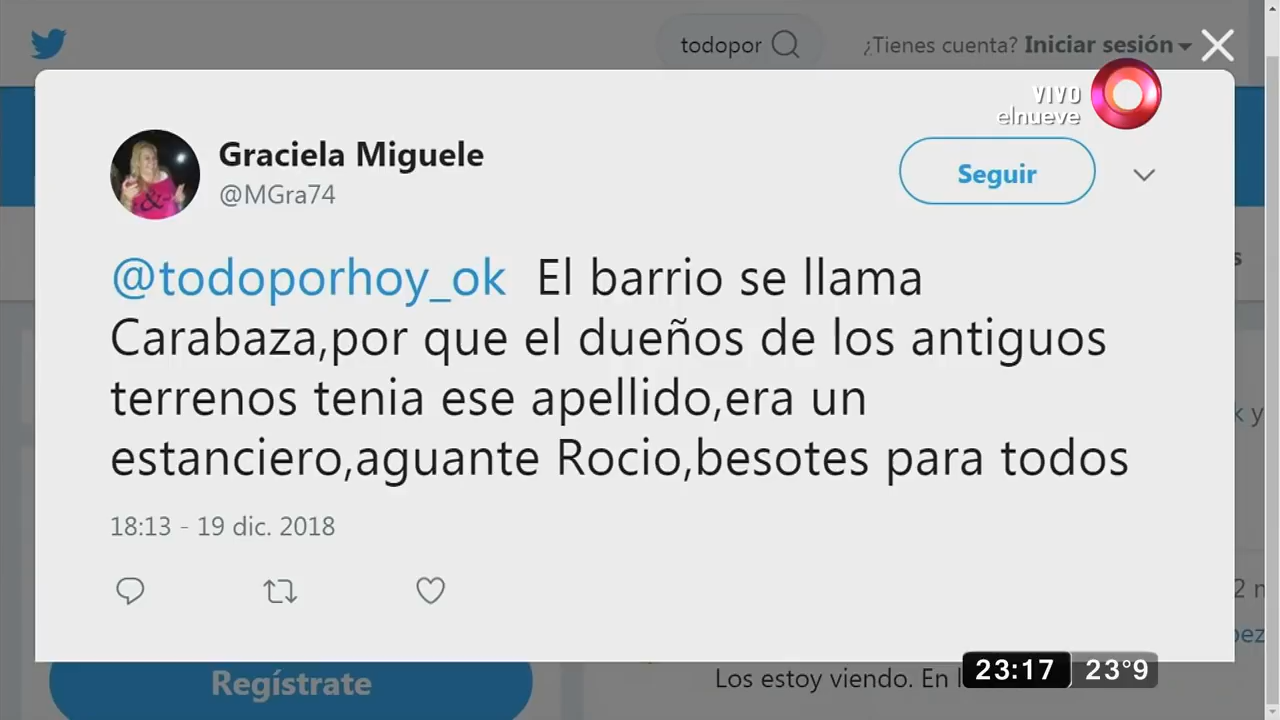 todopor
¿Tienes cuenta? Iniciar sesión
VIVO
elnueve
Graciela Miguele
@MGra74
Seguir
@todoporhoy_ok El barrio se llama
Carabaza,por que el dueños de los antiguos
terrenos tenia ese apellido,era un
estanciero,aguante Rocio,besotes para todos
18:13 - 19 dic. 2018
Regístrate
Los estoy viendo. En
23:17 23°9